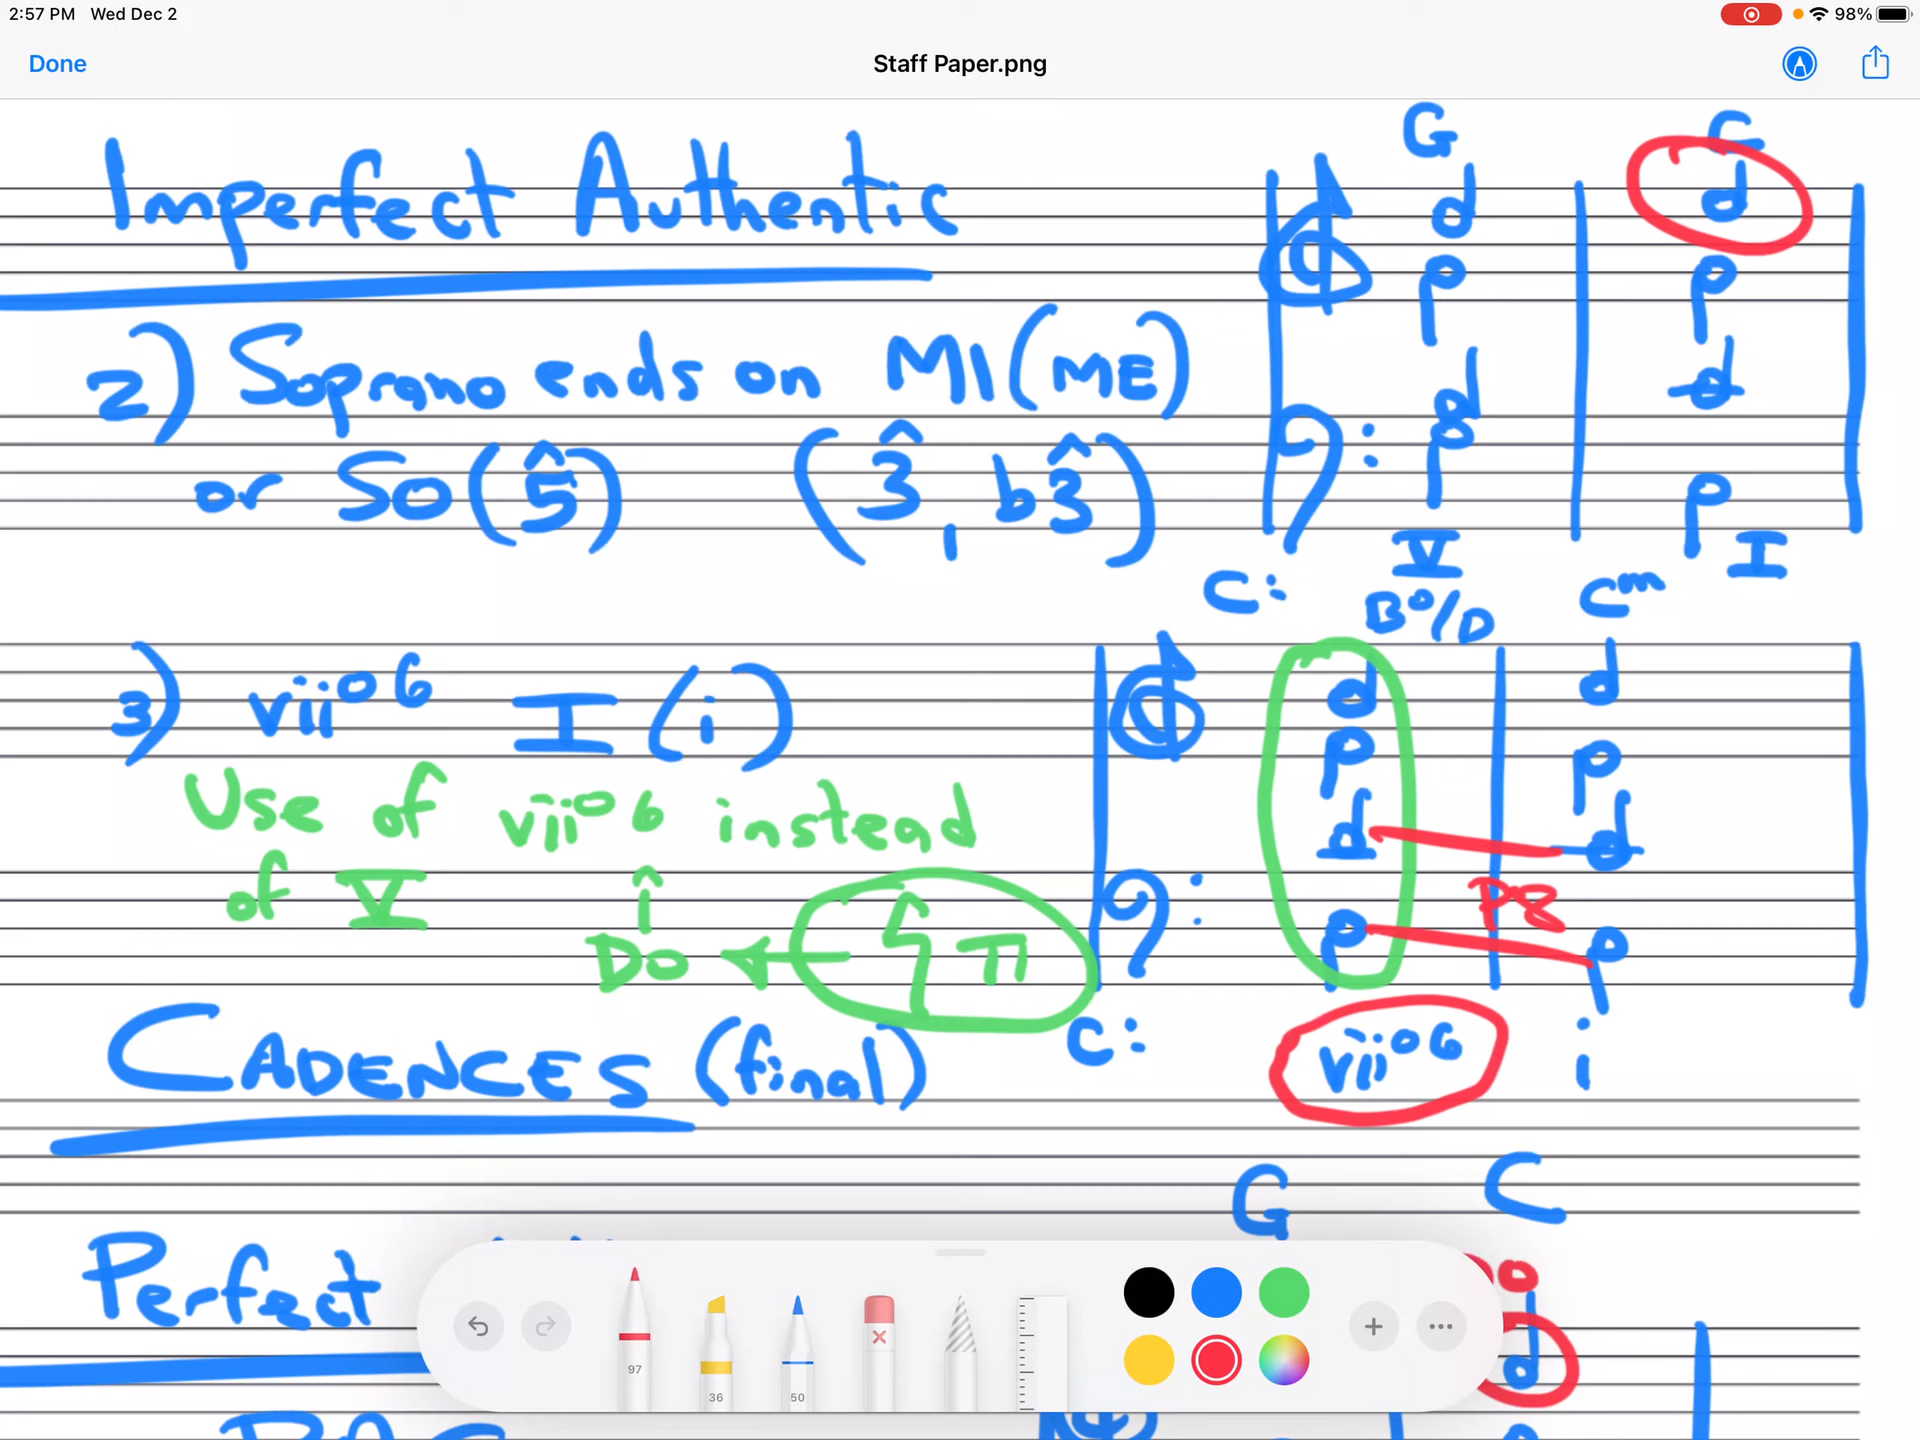 2:57 PM Wed Dec 2
98%
Done
Staff Paper.png
Imperfect Authentic
G C
2) Soprano ends on MI (ME)
or SO (5̂) (3̂, b3̂)
C: V I
B°/D Cm
3) vii°6 I (i)
Use of vii°6 instead
of V 1̂
DO ← TI
P8
CADENCES (final)
C: vii°6 i
G C
Perfect
97 36 50